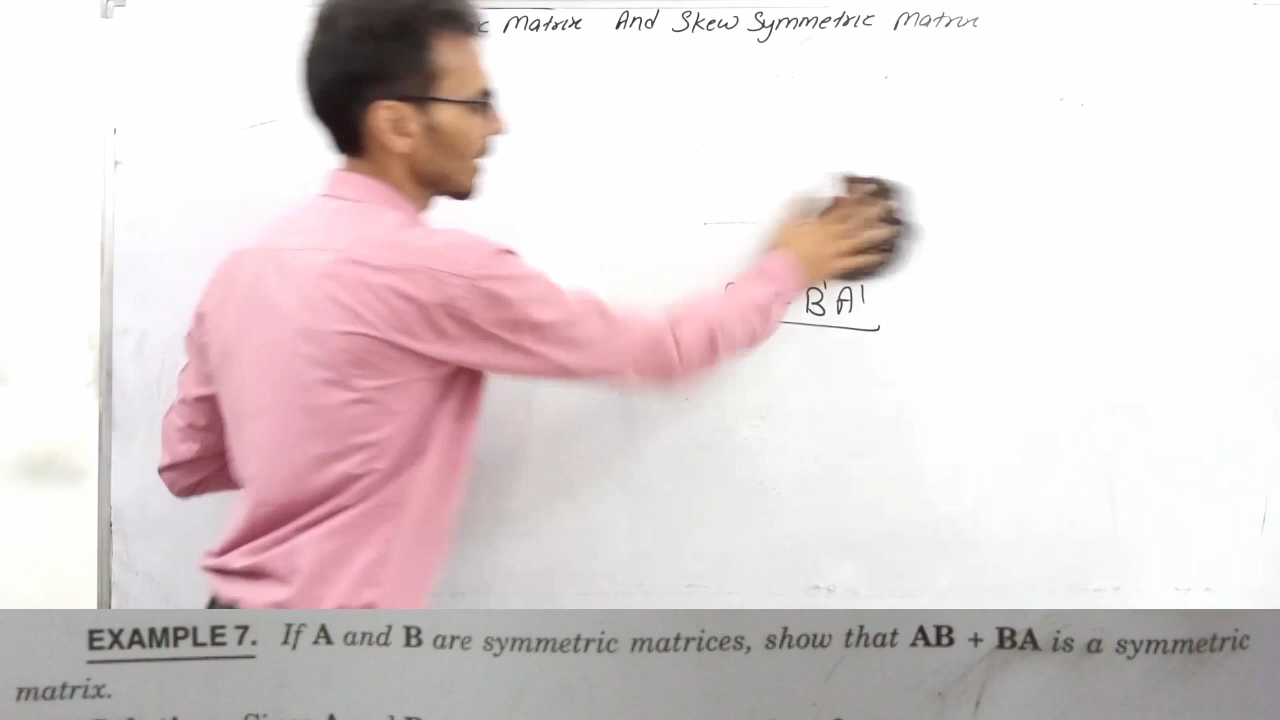 Matrix And Skew Symmetric Matrix
B'A'
EXAMPLE 7. If A and B are symmetric matrices, show that AB + BA is a symmetric
matrix.